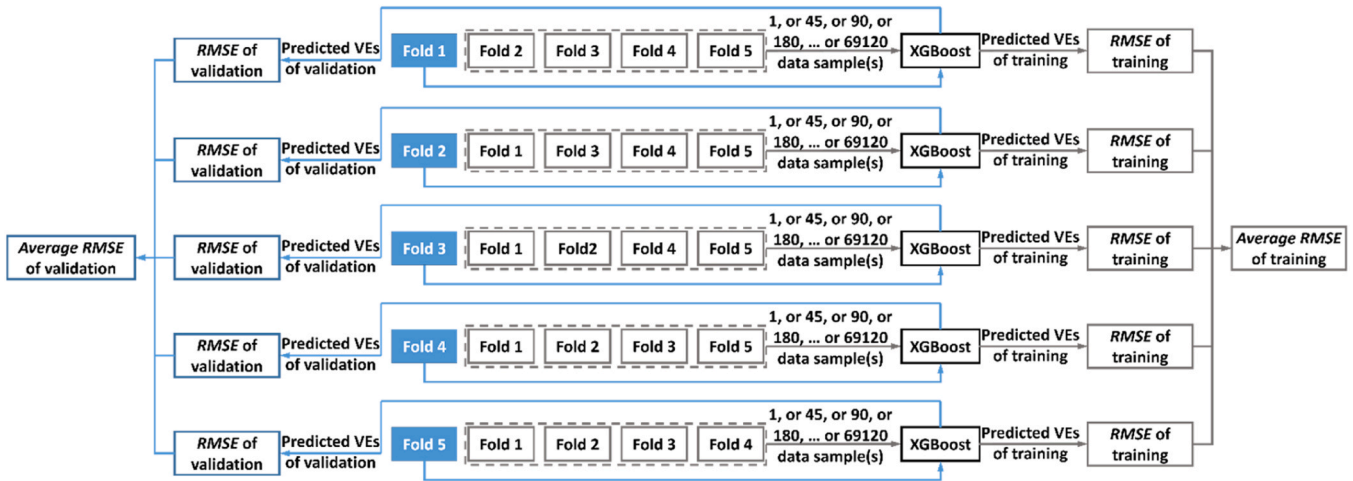 RMSE of
validation
Predicted VEs
of validation
Fold 1
Fold 2
Fold 3
Fold 4
Fold 5
1, or 45, or 90, or
180, ... or 69120
data sample(s)
XGBoost
Predicted VEs
of training
RMSE of
training
RMSE of
validation
Predicted VEs
of validation
Fold 2
Fold 1
Fold 3
Fold 4
Fold 5
1, or 45, or 90, or
180, ... or 69120
data sample(s)
XGBoost
Predicted VEs
of training
RMSE of
training
Average RMSE
of validation
RMSE of
validation
Predicted VEs
of validation
Fold 3
Fold 1
Fold2
Fold 4
Fold 5
1, or 45, or 90, or
180, ... or 69120
data sample(s)
XGBoost
Predicted VEs
of training
RMSE of
training
Average RMSE
of training
RMSE of
validation
Predicted VEs
of validation
Fold 4
Fold 1
Fold 2
Fold 3
Fold 5
1, or 45, or 90, or
180, ... or 69120
data sample(s)
XGBoost
Predicted VEs
of training
RMSE of
training
RMSE of
validation
Predicted VEs
of validation
Fold 5
Fold 1
Fold 2
Fold 3
Fold 4
1, or 45, or 90, or
180, ... or 69120
data sample(s)
XGBoost
Predicted VEs
of training
RMSE of
training